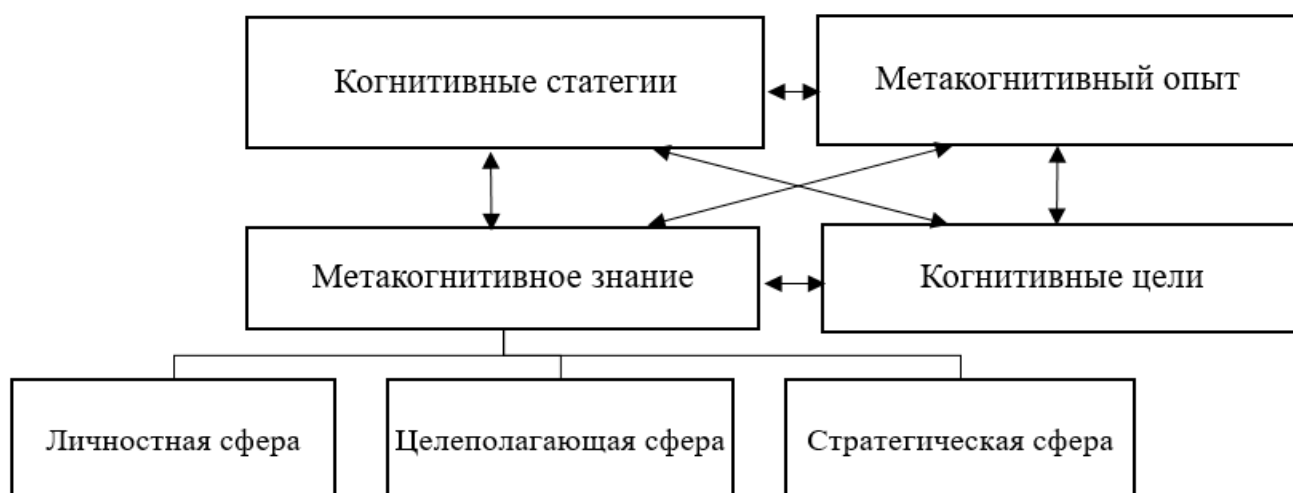 Когнитивные статегии
Метакогнитивный опыт
Метакогнитивное знание
Когнитивные цели
Личностная сфера
Целеполагающая сфера
Стратегическая сфера